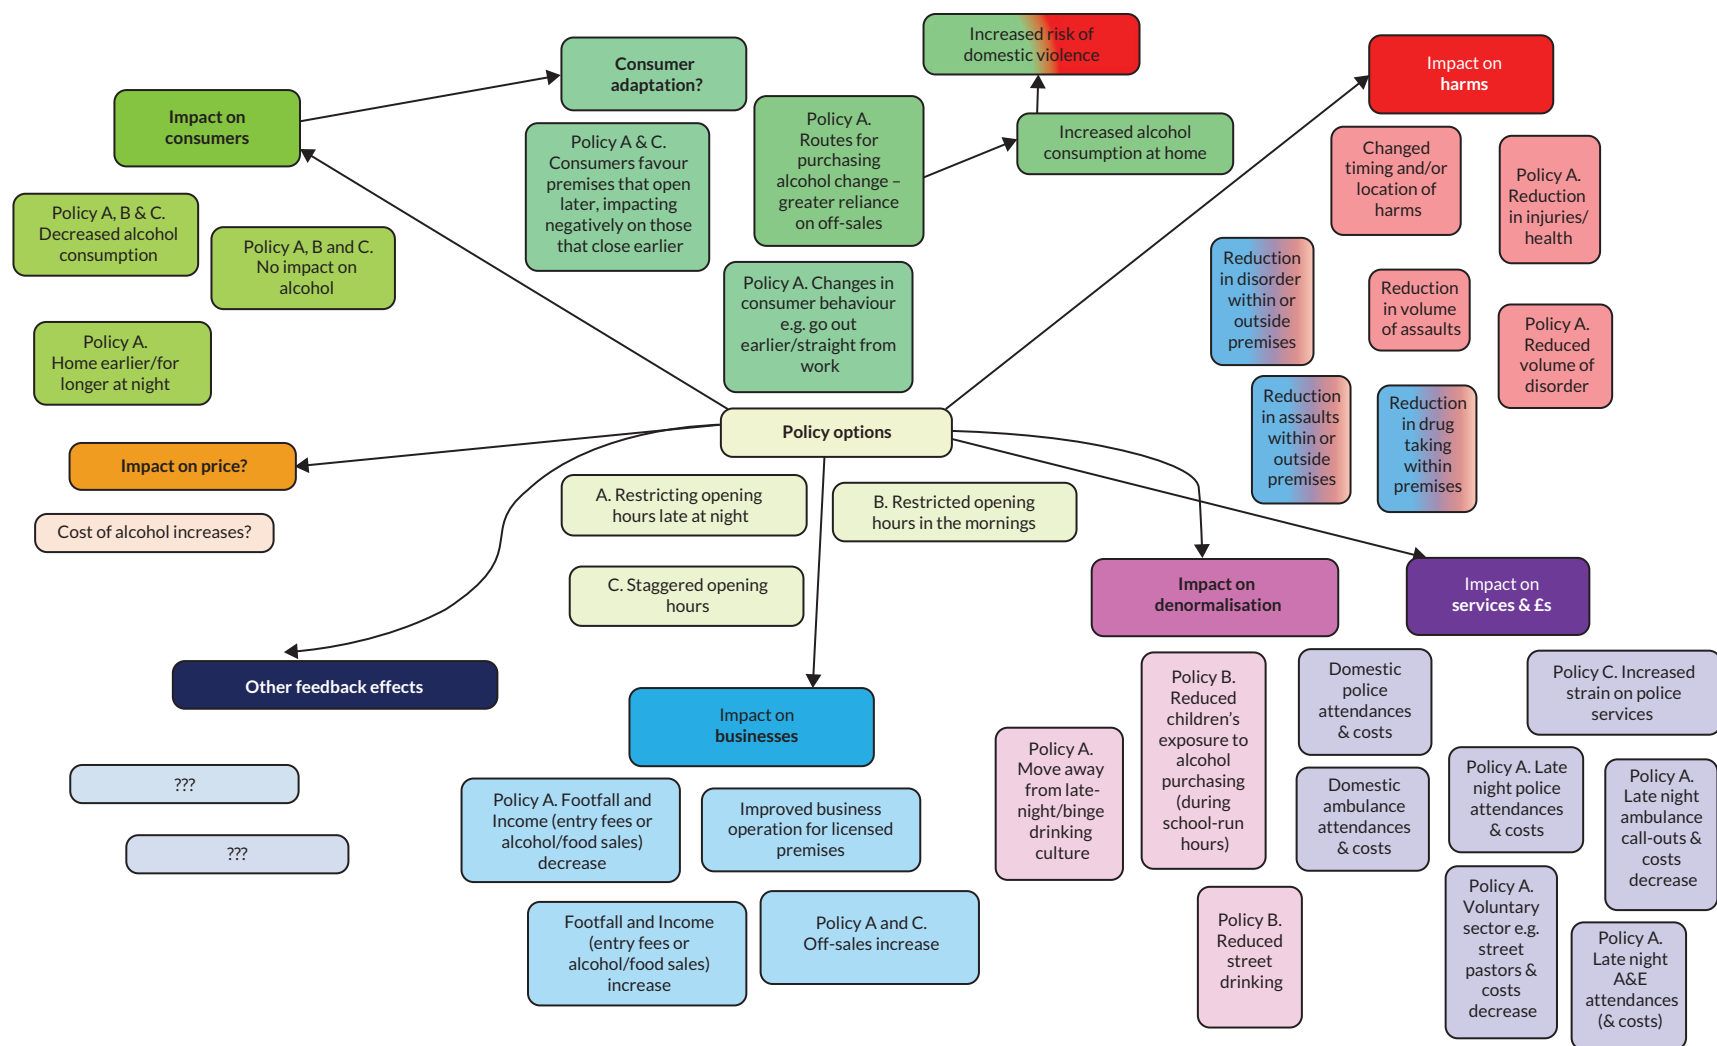 Increased risk of
domestic violence
Consumer
adaptation?
Impact on
harms
Impact on
consumers
Policy A.
Routes for
purchasing
alcohol change –
greater reliance
on off-sales
Increased alcohol
consumption at home
Policy A & C.
Consumers favour
premises that open
later, impacting
negatively on those
that close earlier
Changed
timing and/or
location of
harms
Policy A.
Reduction
in injuries/
health
Policy A, B & C.
Decreased alcohol
consumption
Policy A, B and C.
No impact on
alcohol
Policy A. Changes in
consumer behaviour
e.g. go out
earlier/straight from
work
Reduction
in disorder
within or
outside
premises
Reduction
in volume
of assaults
Policy A.
Reduced
volume of
disorder
Policy A.
Home earlier/for
longer at night
Reduction
in assaults
within or
outside
premises
Reduction
in drug
taking
within
premises
Policy options
Impact on price?
Cost of alcohol increases?
A. Restricting opening
hours late at night
B. Restricted opening
hours in the mornings
C. Staggered opening
hours
Impact on
denormalisation
Impact on
services & £s
Other feedback effects
???
???
Impact on
businesses
Policy A. Footfall and
Income (entry fees or
alcohol/food sales)
decrease
Improved business
operation for licensed
premises
Footfall and Income
(entry fees or
alcohol/food sales)
increase
Policy A and C.
Off-sales increase
Policy A.
Move away
from late-
night/binge
drinking
culture
Policy B.
Reduced
children’s
exposure to
alcohol
purchasing
(during
school-run
hours)
Policy B.
Reduced
street
drinking
Domestic
police
attendances
& costs
Policy C. Increased
strain on police
services
Domestic
ambulance
attendances
& costs
Policy A. Late
night police
attendances
& costs
Policy A.
Late night
ambulance
call-outs &
costs
decrease
Policy A.
Voluntary
sector e.g.
street
pastors &
costs
decrease
Policy A.
Late night
A&E
attendances
(& costs)